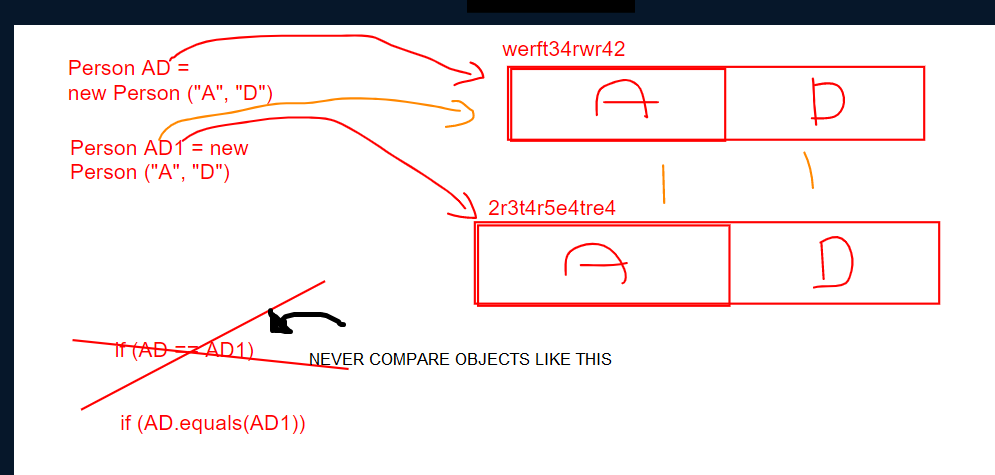 Person AD =
new Person ("A", "D")
werft34rwr42
A D
Person AD1 = new
Person ("A", "D")
2r3t4r5e4tre4
A D
if (AD == AD1)
NEVER COMPARE OBJECTS LIKE THIS
if (AD.equals(AD1))